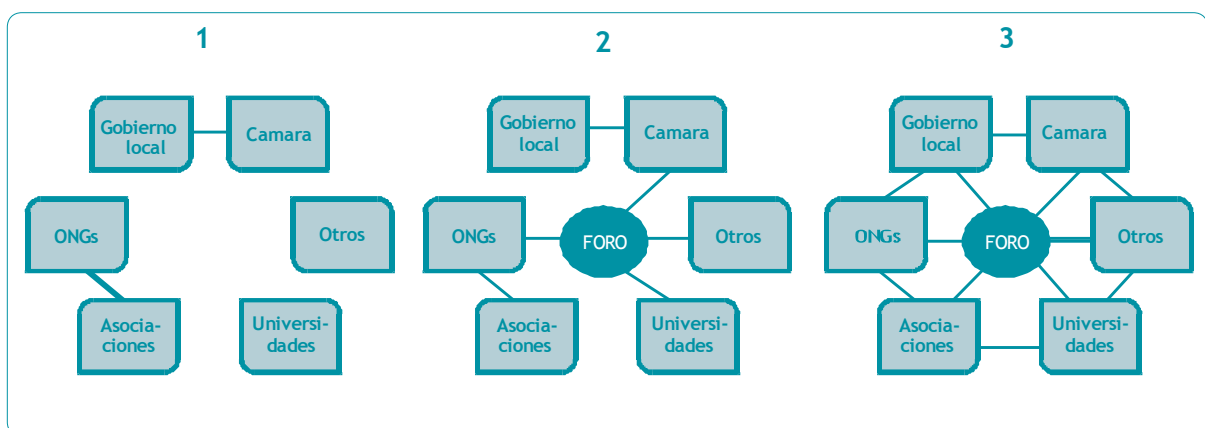 1
Gobierno
local
Camara
ONGs
Otros
Asocia-
ciones
Universi-
dades
2
Gobierno
local
Camara
ONGs
FORO
Otros
Asocia-
ciones
Universi-
dades
3
Gobierno
local
Camara
ONGs
FORO
Otros
Asocia-
ciones
Universi-
dades